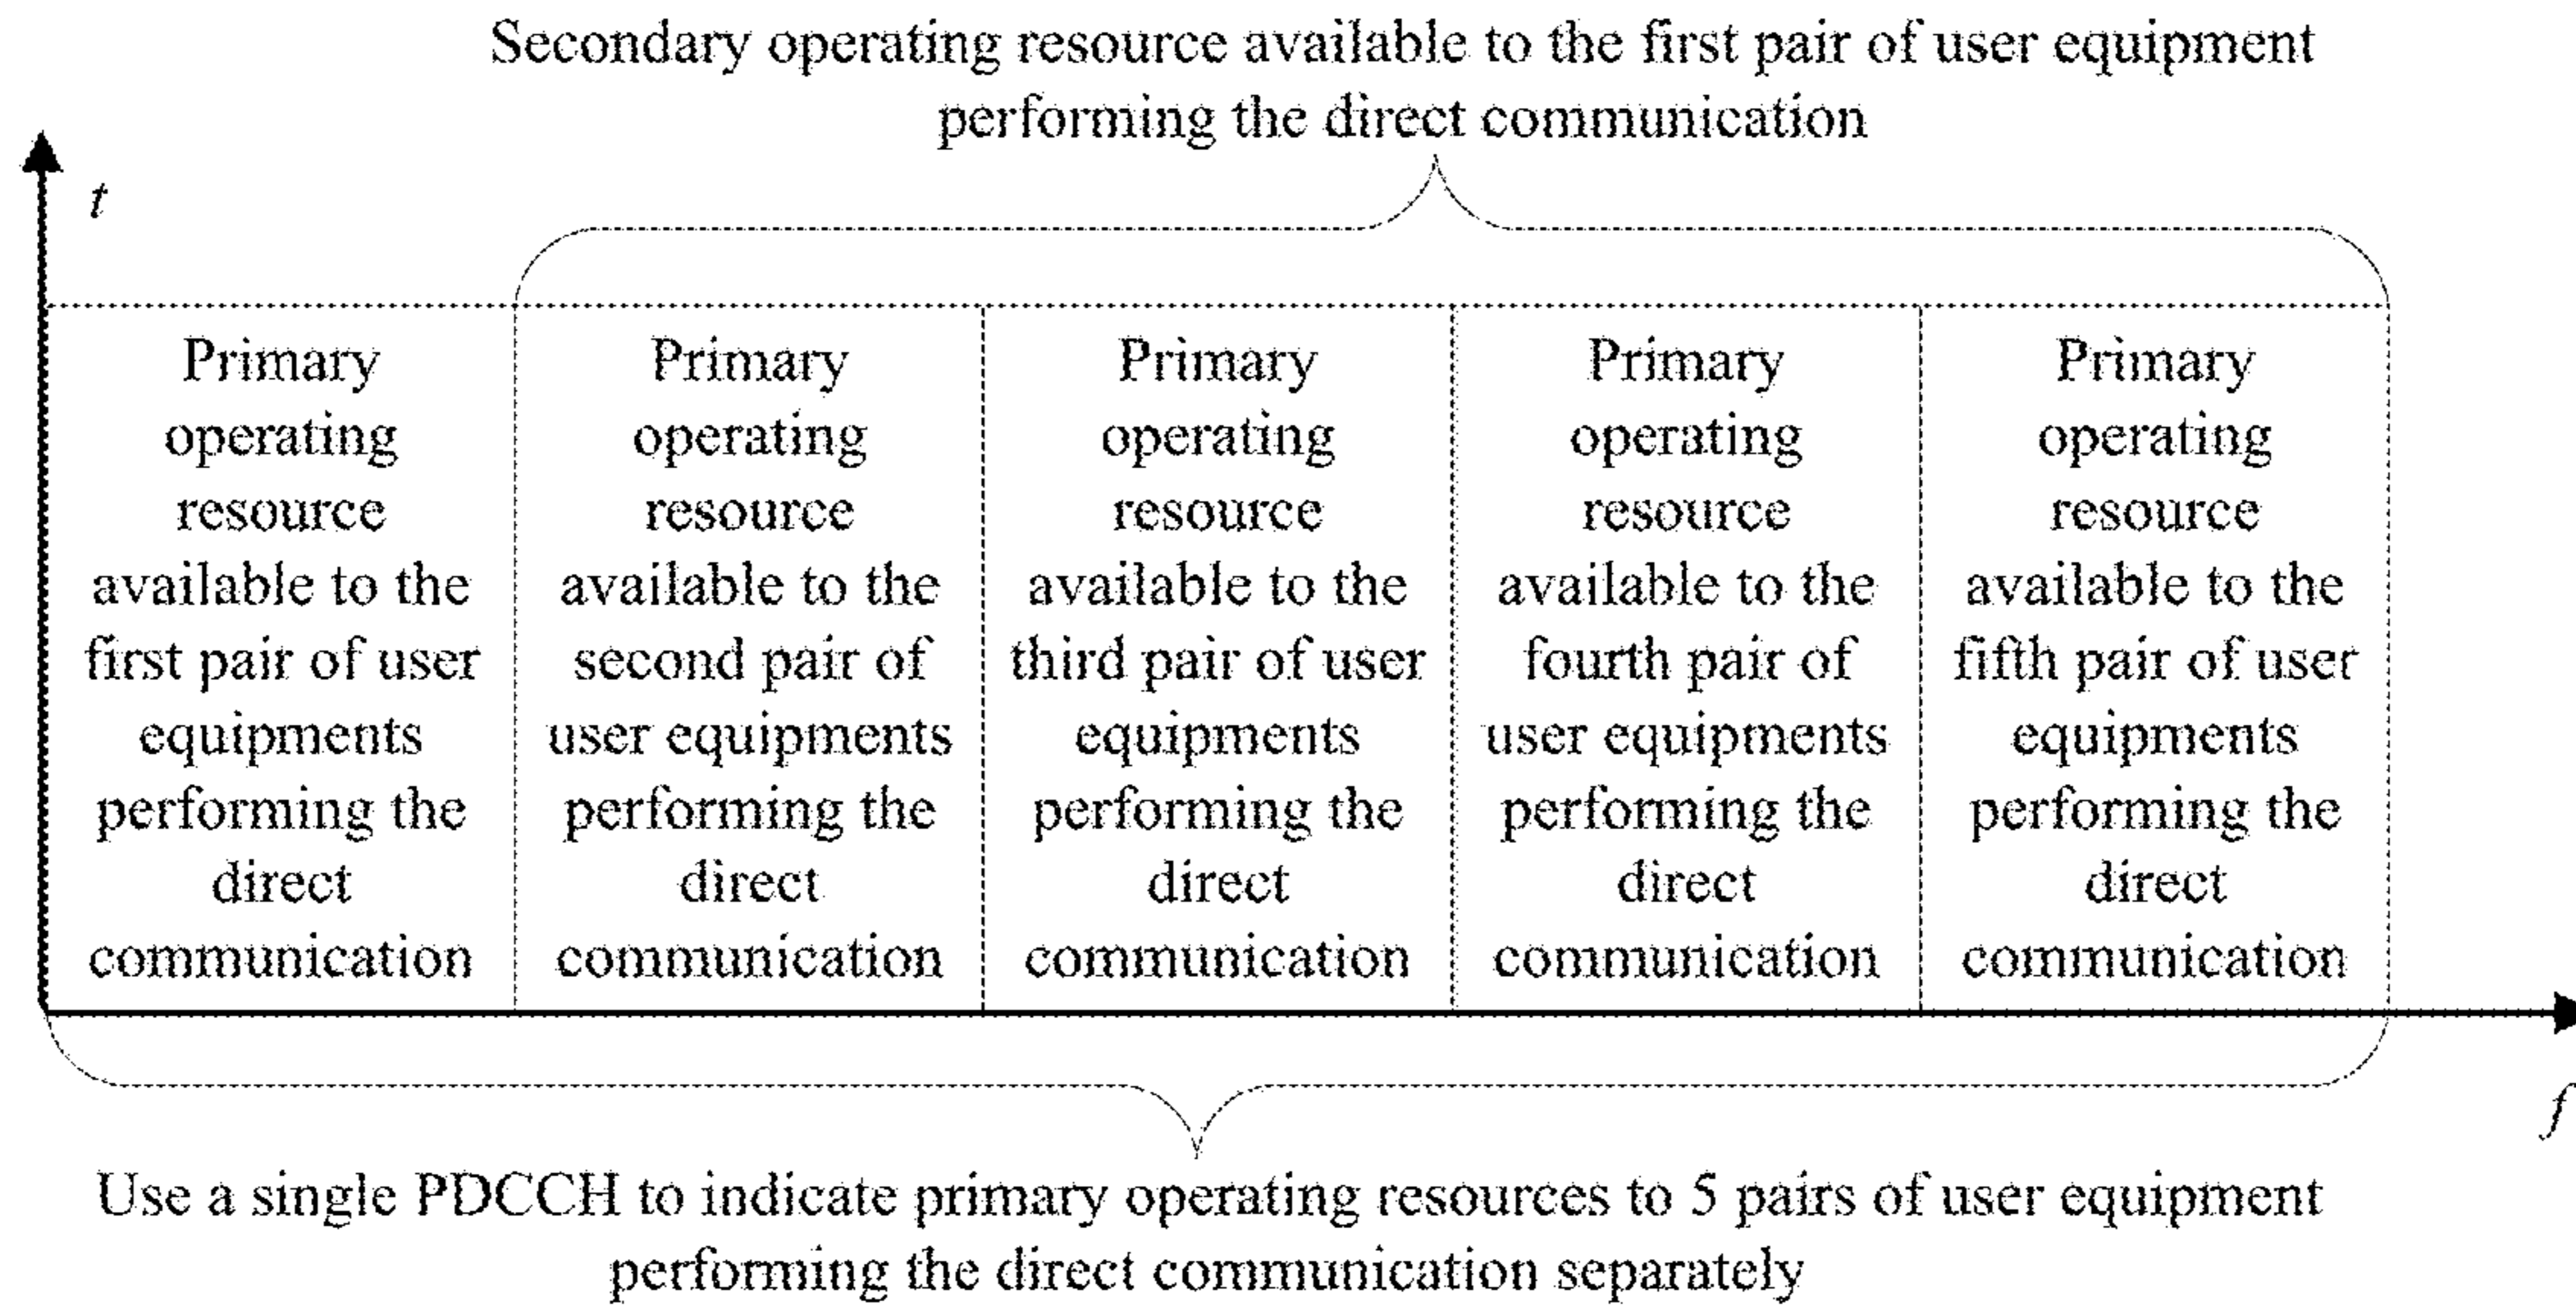 Secondary operating resource available to the first pair of user equipment
performing the direct communication
t
Primary
operating
resource
available to the
first pair of user
equipments
performing the
direct
communication
Primary
operating
resource
available to the
second pair of
user equipments
performing the
direct
communication
Primary
operating
resource
available to the
third pair of user
equipments
performing the
direct
communication
Primary
operating
resource
available to the
fourth pair of
user equipments
performing the
direct
communication
Primary
operating
resource
available to the
fifth pair of user
equipments
performing the
direct
communication
f
Use a single PDCCH to indicate primary operating resources to 5 pairs of user equipment
performing the direct communication separately